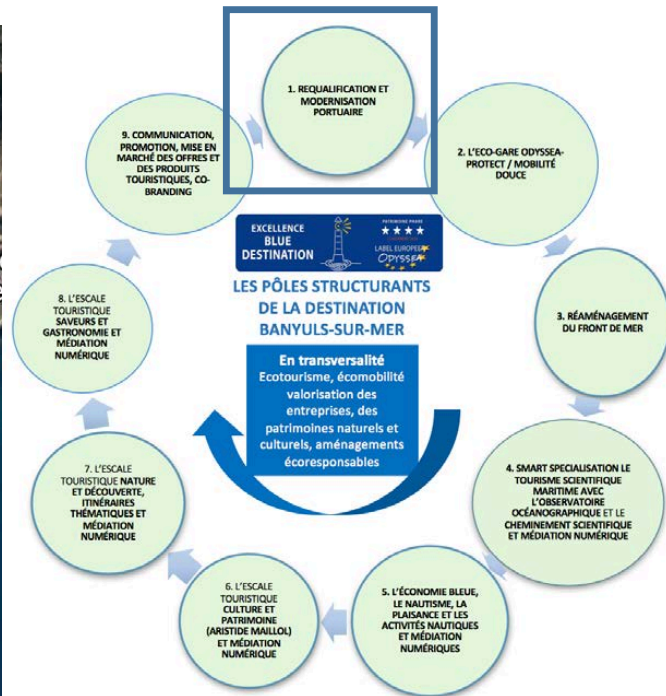 1. REQUALIFICATION ET
MODERNISATION
PORTUAIRE
2. L'ECO-GARE ODYSSEA-
PROTECT / MOBILITÉ
DOUCE
3. RÉAMÉNAGEMENT
DU FRONT DE MER
4. SMART SPECIALISATION LE
TOURISME SCIENTIFIQUE
MARITIME AVEC
L'OBSERVATOIRE
OCÉANOGRAPHIQUE ET LE
CHEMINEMENT SCIENTIFIQUE
ET MÉDIATION NUMÉRIQUE
5. L'ÉCONOMIE BLEUE,
LE NAUTISME, LA
PLAISANCE ET LES
ACTIVITÉS NAUTIQUES
ET MÉDIATION
NUMÉRIQUES
6. L'ESCALE
TOURISTIQUE
CULTURE ET
PATRIMOINE
(ARISTIDE MAILLOL)
ET MÉDIATION
NUMÉRIQUE
7. L'ESCALE
TOURISTIQUE NATURE
ET DÉCOUVERTE,
ITINÉRAIRES
THÉMATIQUES ET
MÉDIATION
NUMÉRIQUE
8. L'ESCALE
TOURISTIQUE
SAVEURS ET
GASTRONOMIE ET
MÉDIATION
NUMÉRIQUE
9. COMMUNICATION,
PROMOTION, MISE EN
MARCHÉ DES OFFRES ET
DES PRODUITS
TOURISTIQUES, CO-
BRANDING
EXCELLENCE
BLUE
DESTINATION
PATRIMOINE PHARE
LABEL EUROPEEN
ODYSSEA
LES PÔLES STRUCTURANTS
DE LA DESTINATION
BANYULS-SUR-MER
En transversalité
Ecotourisme, écomobilité
valorisation des
entreprises, des
patrimoines naturels et
culturels, aménagements
écoresponsables